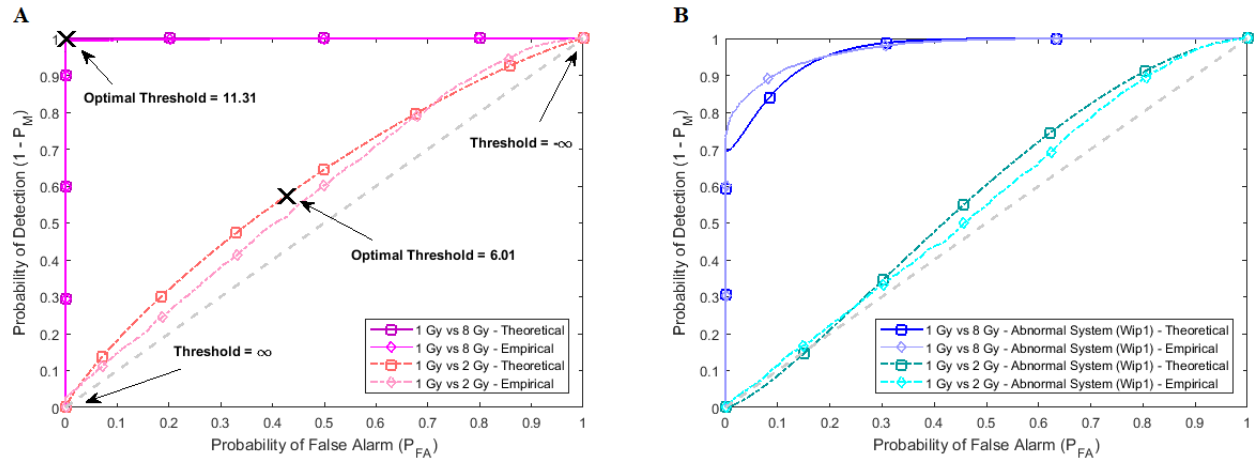 A
Probability of Detection (1 - P_M)
1
0.9
0.8
0.7
0.6
0.5
0.4
0.3
0.2
0.1
0
Optimal Threshold = 11.31
Threshold = -∞
Optimal Threshold = 6.01
Threshold = ∞
1 Gy vs 8 Gy - Theoretical
1 Gy vs 8 Gy - Empirical
1 Gy vs 2 Gy - Theoretical
1 Gy vs 2 Gy - Empirical
0 0.1 0.2 0.3 0.4 0.5 0.6 0.7 0.8 0.9 1
Probability of False Alarm (P_FA)
B
Probability of Detection (1 - P_M)
1
0.9
0.8
0.7
0.6
0.5
0.4
0.3
0.2
0.1
0
1 Gy vs 8 Gy - Abnormal System (Wip1) - Theoretical
1 Gy vs 8 Gy - Abnormal System (Wip1) - Empirical
1 Gy vs 2 Gy - Abnormal System (Wip1) - Theoretical
1 Gy vs 2 Gy - Abnormal System (Wip1) - Empirical
0 0.1 0.2 0.3 0.4 0.5 0.6 0.7 0.8 0.9 1
Probability of False Alarm (P_FA)